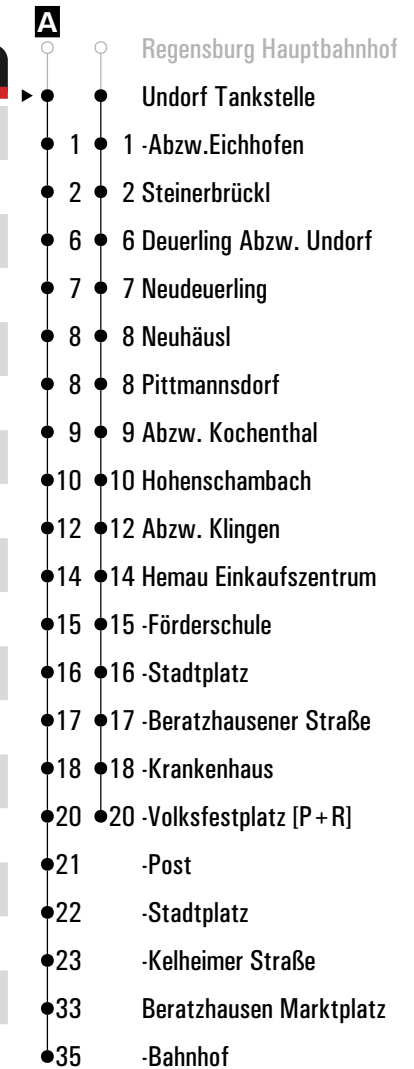 A
Regensburg Hauptbahnhof
Undorf Tankstelle
1 1 -Abzw.Eichhofen
2 2 Steinerbrückl
6 6 Deuerling Abzw. Undorf
7 7 Neudeuerling
8 8 Neuhäusl
8 8 Pittmannsdorf
9 9 Abzw. Kochenthal
10 10 Hohenschambach
12 12 Abzw. Klingen
14 14 Hemau Einkaufszentrum
15 15 -Förderschule
16 16 -Stadtplatz
17 17 -Beratzhausener Straße
18 18 -Krankenhaus
20 20 -Volksfestplatz [P+R]
21 -Post
22 -Stadtplatz
23 -Kelheimer Straße
33 Beratzhausen Marktplatz
35 -Bahnhof